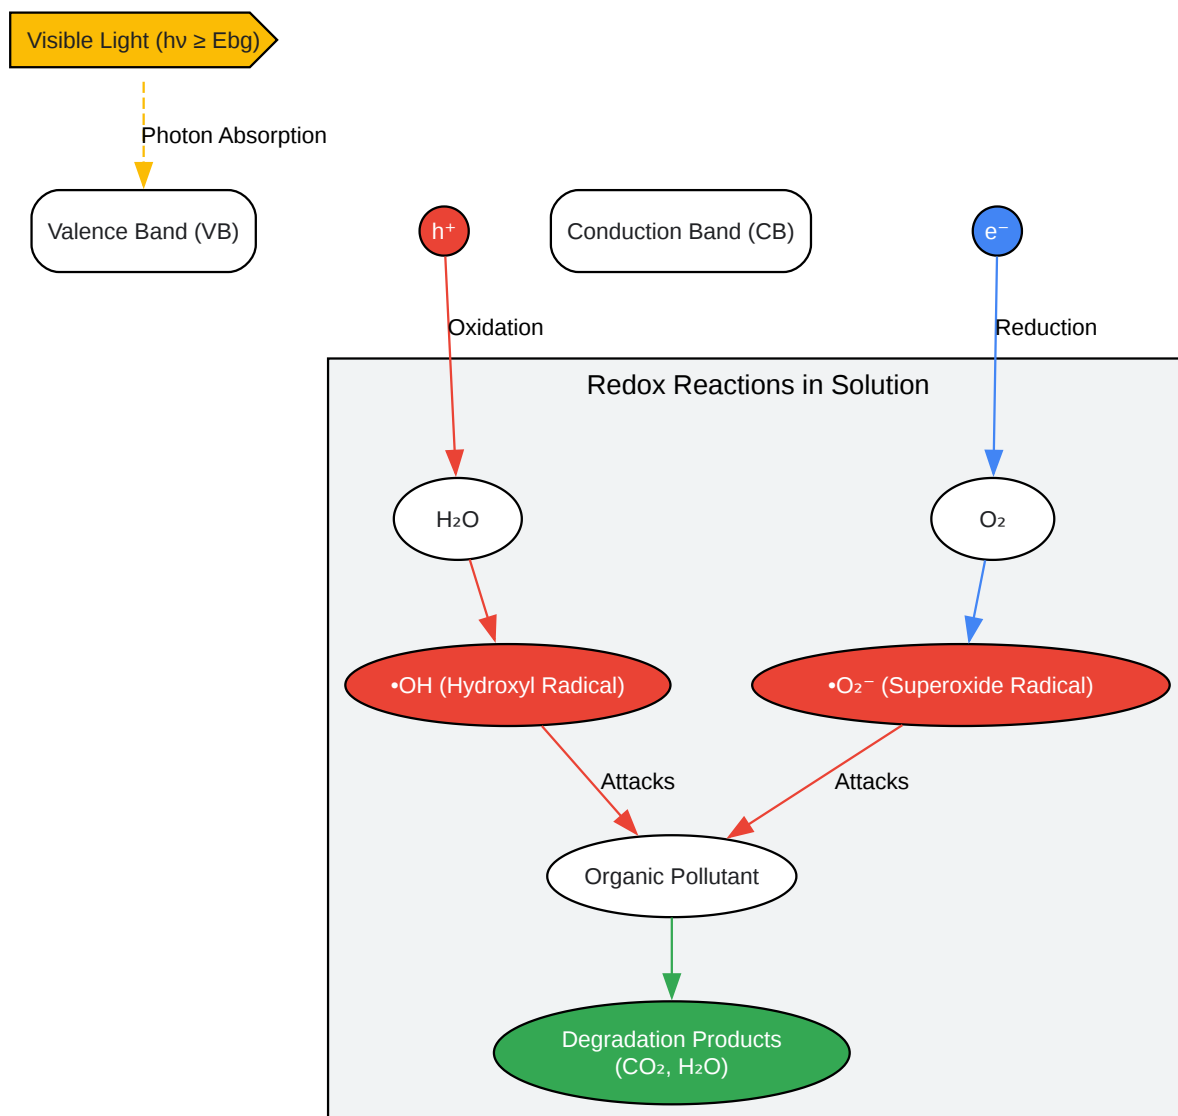 Visible Light (hν ≥ Ebg)
Photon Absorption
Valence Band (VB)
h⁺
Conduction Band (CB)
e⁻
Oxidation
Reduction
Redox Reactions in Solution
H₂O
O₂
•OH (Hydroxyl Radical)
•O₂⁻ (Superoxide Radical)
Attacks
Attacks
Organic Pollutant
Degradation Products
(CO₂, H₂O)